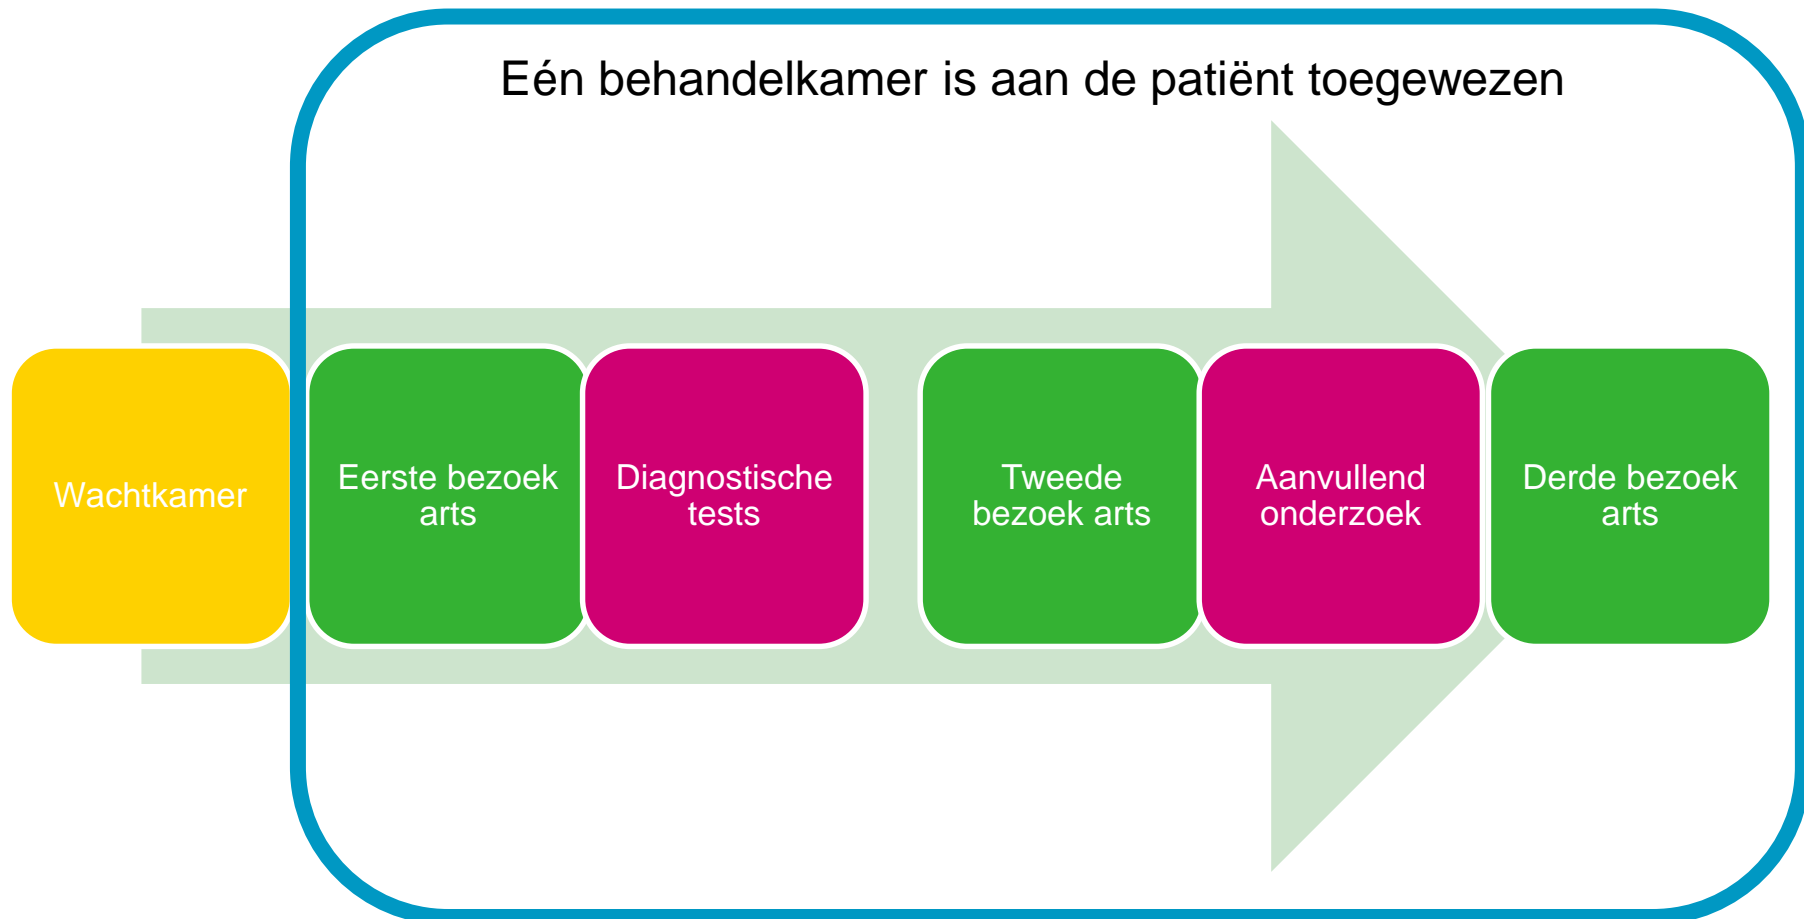 Eén behandelkamer is aan de patiënt toegewezen
Wachtkamer
Eerste bezoek
arts
Diagnostische
tests
Tweede
bezoek arts
Aanvullend
onderzoek
Derde bezoek
arts